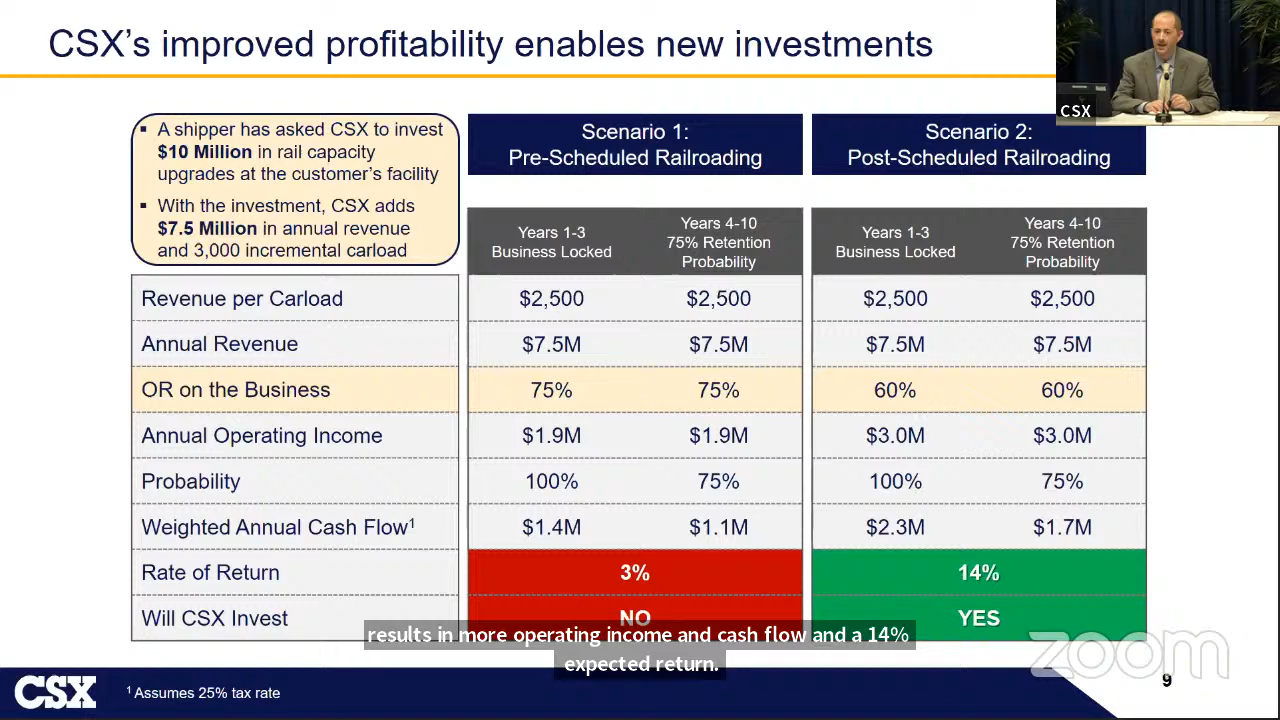 CSX's improved profitability enables new investments
CSX
▪ A shipper has asked CSX to invest
$10 Million in rail capacity
upgrades at the customer's facility
▪ With the investment, CSX adds
$7.5 Million in annual revenue
and 3,000 incremental carload
Scenario 1:
Pre-Scheduled Railroading
Scenario 2:
Post-Scheduled Railroading
Years 1-3
Business Locked
Years 4-10
75% Retention
Probability
Years 1-3
Business Locked
Years 4-10
75% Retention
Probability
Revenue per Carload $2,500 $2,500 $2,500 $2,500
Annual Revenue $7.5M $7.5M $7.5M $7.5M
OR on the Business 75% 75% 60% 60%
Annual Operating Income $1.9M $1.9M $3.0M $3.0M
Probability 100% 75% 100% 75%
Weighted Annual Cash Flow¹ $1.4M $1.1M $2.3M $1.7M
Rate of Return 3% 14%
Will CSX Invest NO YES
results in more operating income and cash flow and a 14%
expected return.
zoom
CSX
¹ Assumes 25% tax rate
9